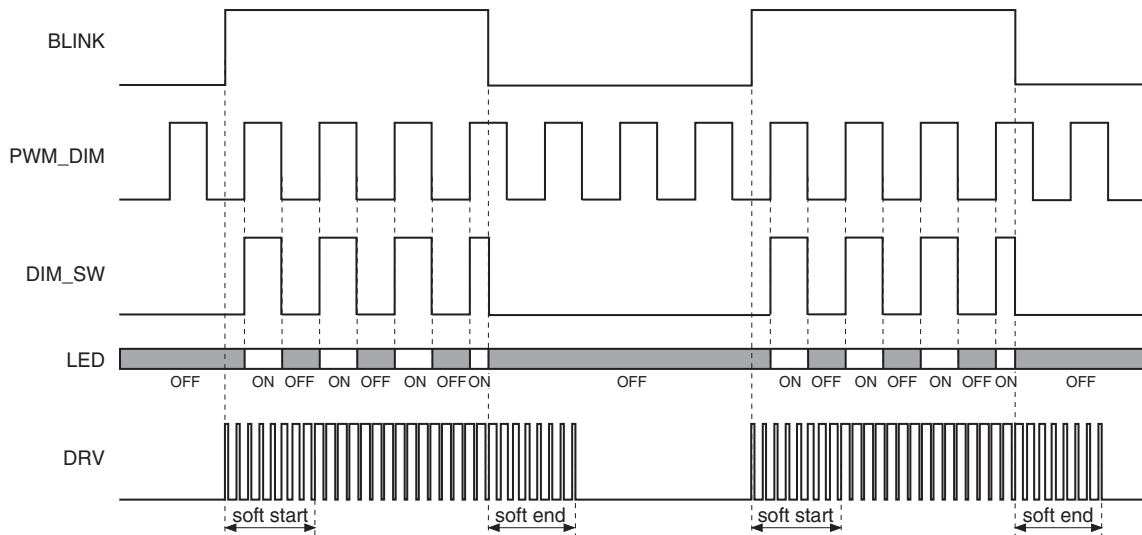 BLINK
PWM_DIM
DIM_SW
LED
OFF ON OFF ON OFF ON OFF ON OFF ON OFF ON OFF ON OFF ON OFF
DRV
soft start soft end soft start soft end